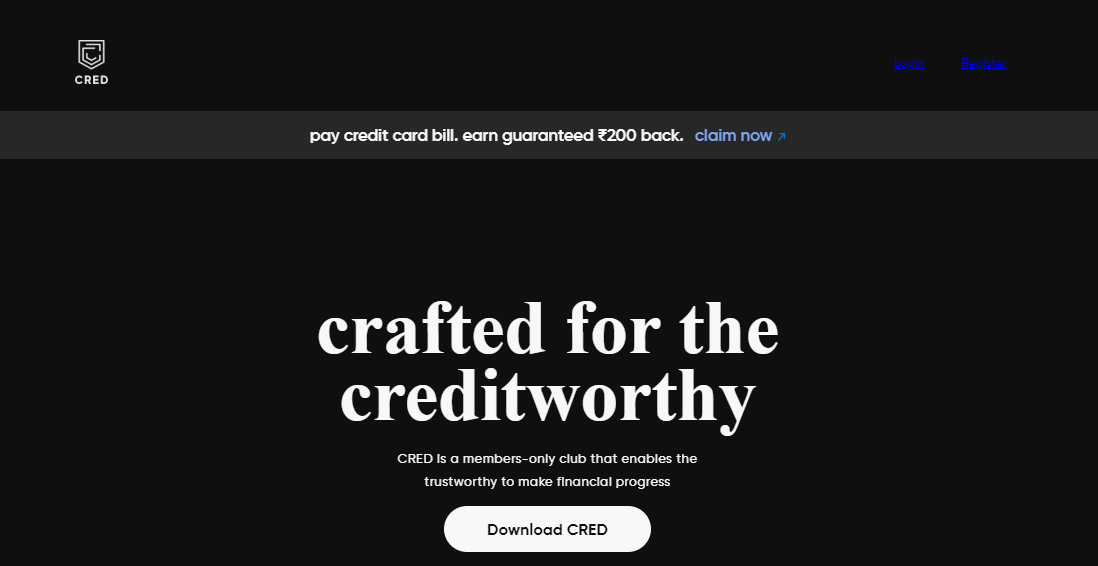 CRED
Login Register
pay credit card bill. earn guaranteed ₹200 back. claim now ↗
crafted for the
creditworthy
CRED is a members-only club that enables the
trustworthy to make financial progress
Download CRED